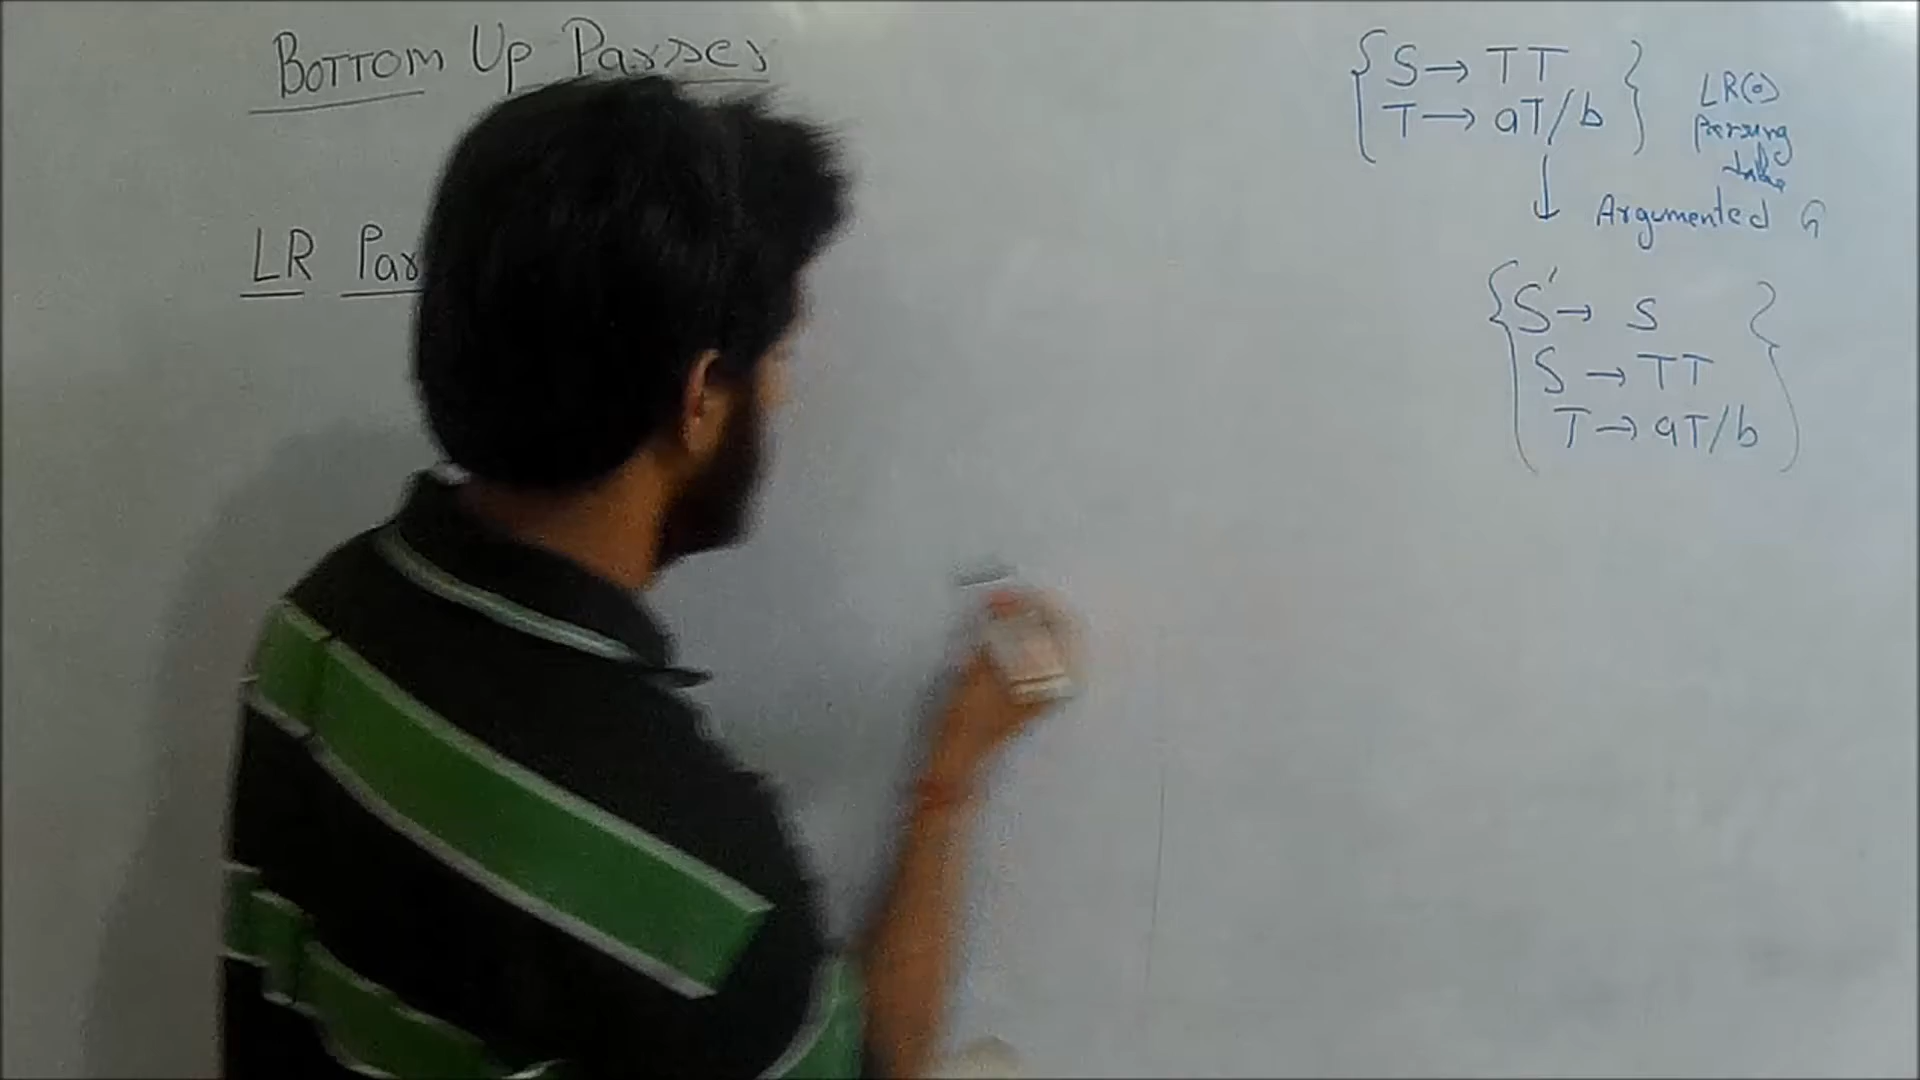 Bottom Up Parser
LR Par
{ S → TT }
T → aT/b
LR(0)
Parsing
table
Argumented G
{ S' → S }
S → TT
T → aT/b